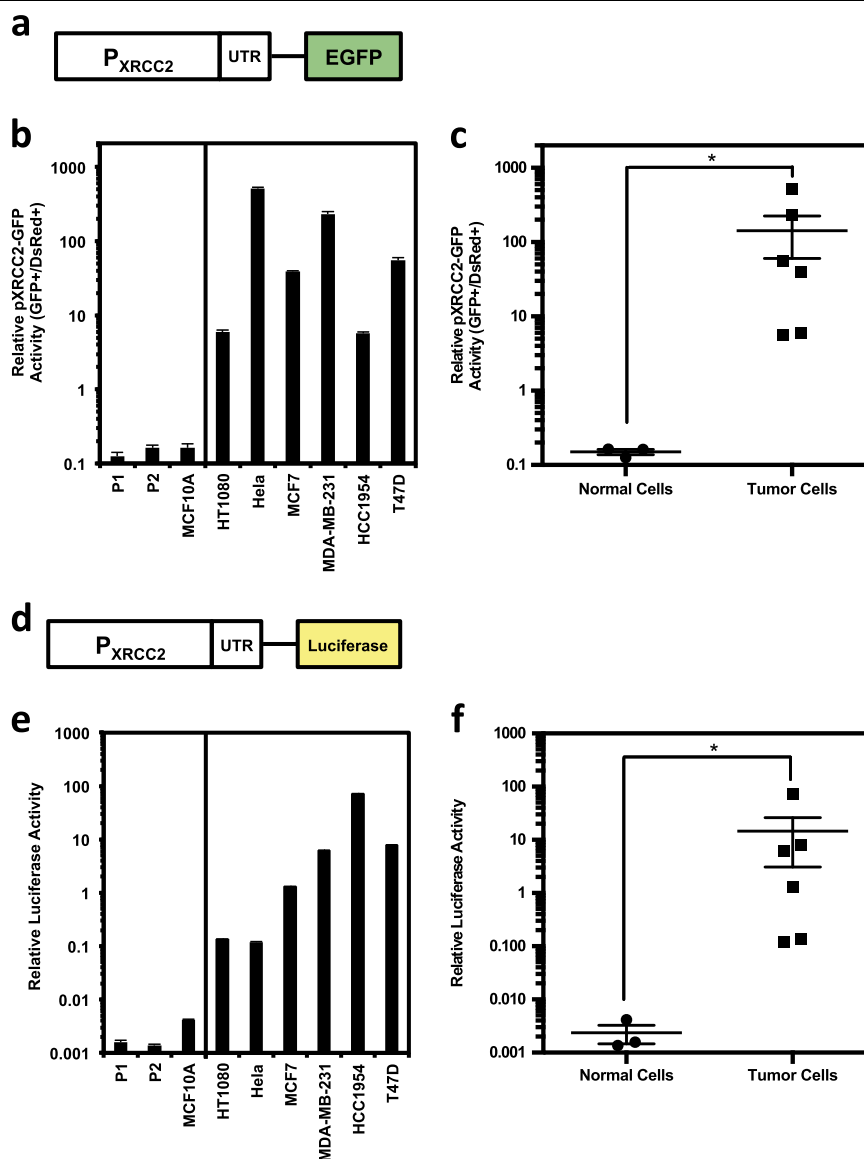 a
P_XRCC2
UTR
EGFP
b
Relative pXRCC2-GFP
Activity (GFP+/DsRed+)
1000
100
10
1
0.1
P1
P2
MCF10A
HT1080
Hela
MCF7
MDA-MB-231
HCC1954
T47D
c
Relative pXRCC2-GFP
Activity (GFP+/DsRed+)
1000
100
10
1
0.1
*
Normal Cells
Tumor Cells
d
P_XRCC2
UTR
Luciferase
e
Relative Luciferase Activity
1000
100
10
1
0.1
0.01
0.001
P1
P2
MCF10A
HT1080
Hela
MCF7
MDA-MB-231
HCC1954
T47D
f
Relative Luciferase Activity
1000
100
10
1
0.100
0.010
0.001
*
Normal Cells
Tumor Cells